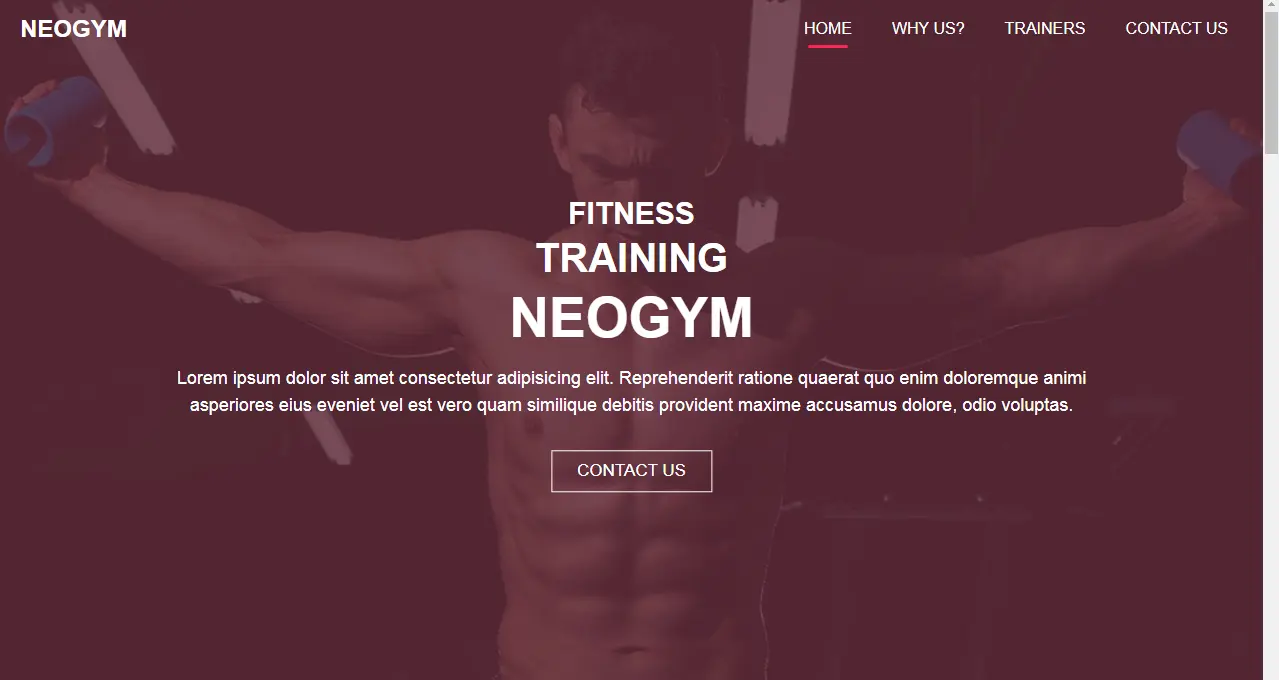 NEOGYM
HOME WHY US? TRAINERS CONTACT US
FITNESS
TRAINING
NEOGYM
Lorem ipsum dolor sit amet consectetur adipisicing elit. Reprehenderit ratione quaerat quo enim doloremque animi
asperiores eius eveniet vel est vero quam similique debitis provident maxime accusamus dolore, odio voluptas.
CONTACT US